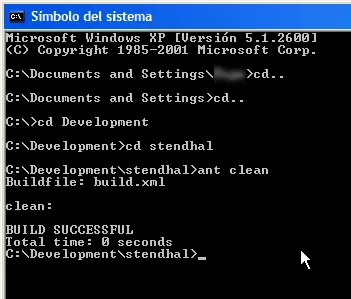 Símbolo del sistema
Microsoft Windows XP [Versión 5.1.2600]
(C) Copyright 1985-2001 Microsoft Corp.
C:\Documents and Settings\ >cd..
C:\Documents and Settings>cd..
C:\>cd Development
C:\Development>cd stendhal
C:\Development\stendhal>ant clean
Buildfile: build.xml
clean:
BUILD SUCCESSFUL
Total time: 0 seconds
C:\Development\stendhal>_